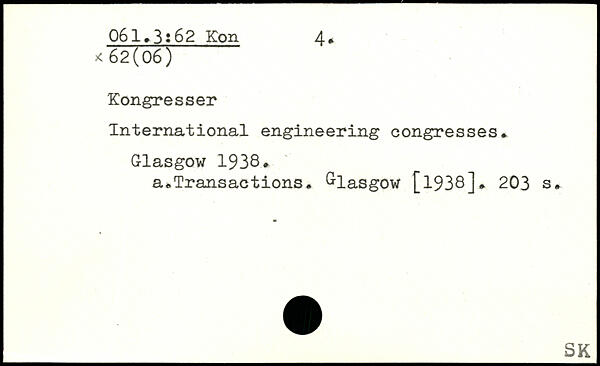 061.3:62 Kon 4.
x 62(06)
Kongresser
International engineering congresses.
Glasgow 1938.
a.Transactions. Glasgow [1938]. 203 s.
SK